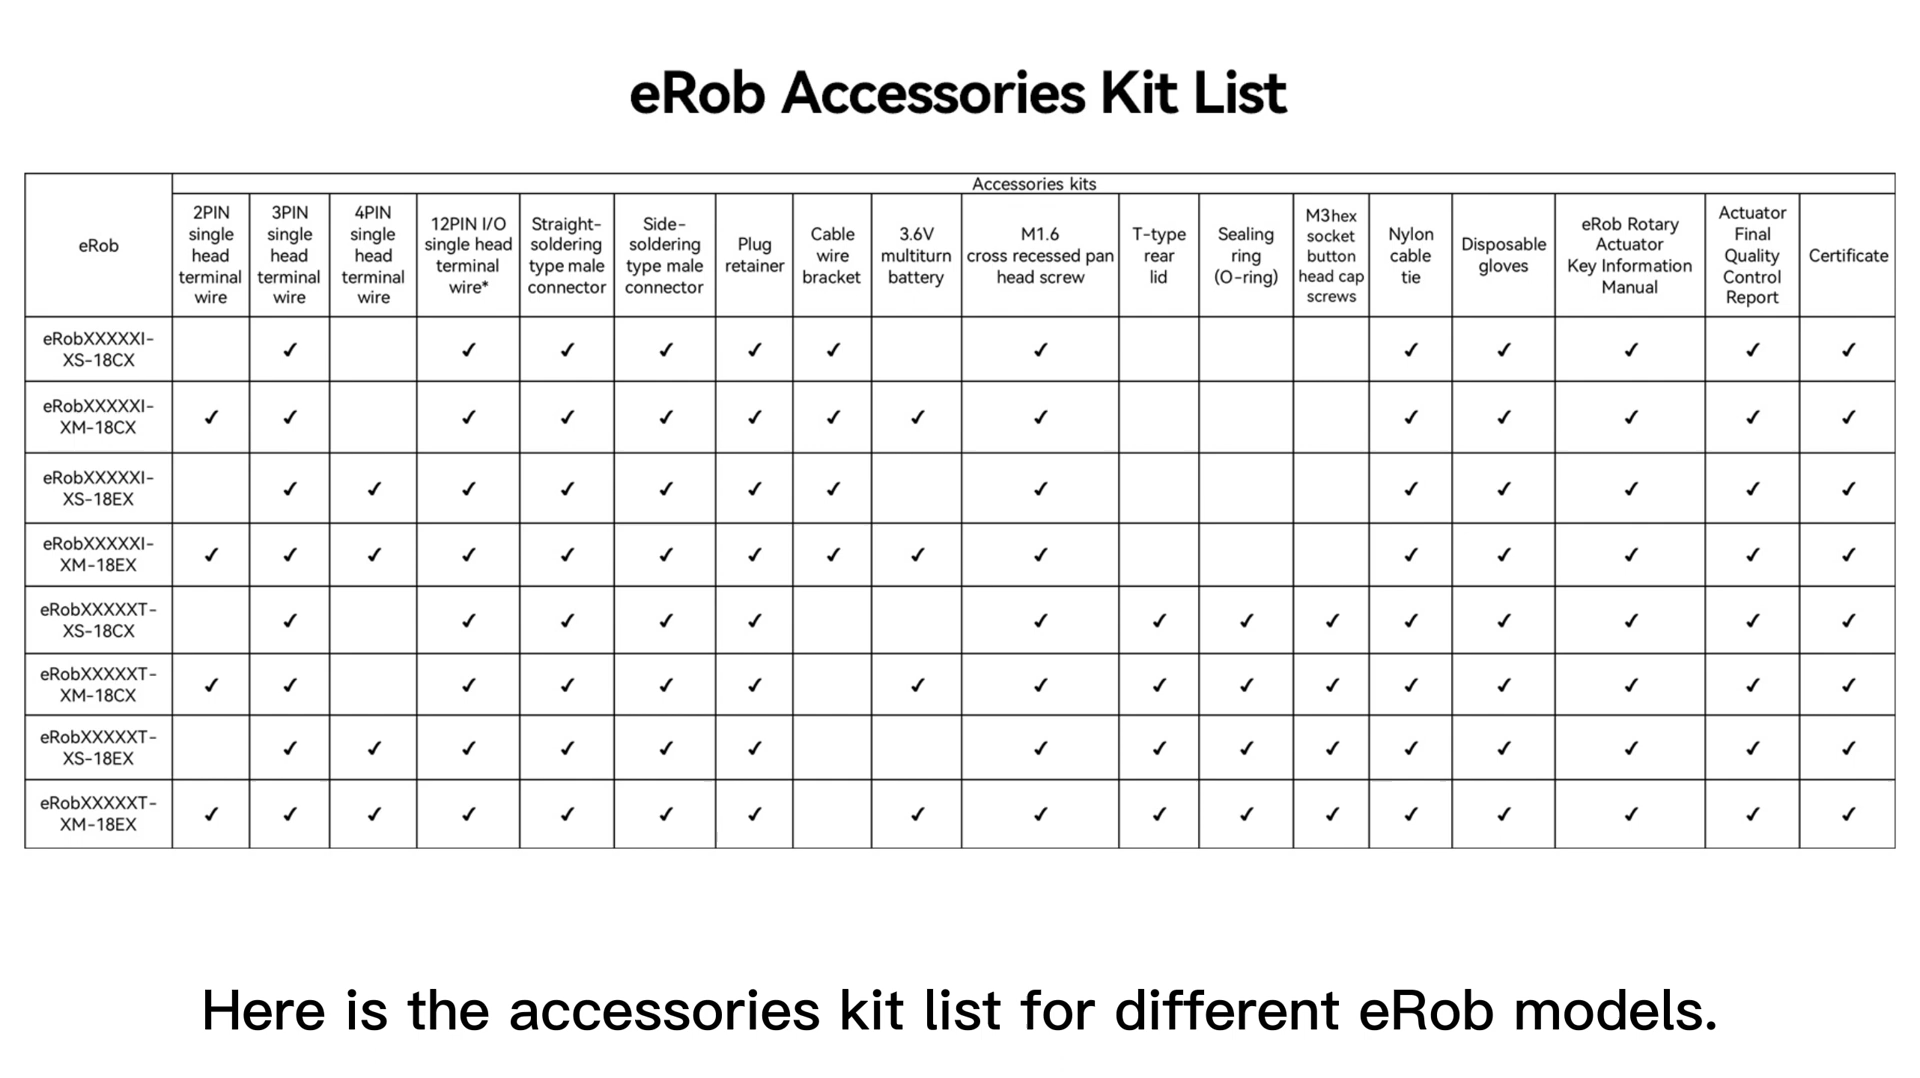 eRob Accessories Kit List
Accessories kits
eRob
2PIN
single
head
terminal
wire
3PIN
single
head
terminal
wire
4PIN
single
head
terminal
wire
12PIN I/O
single head
terminal
wire*
Straight-
soldering
type male
connector
Side-
soldering
type male
connector
Plug
retainer
Cable
wire
bracket
3.6V
multiturn
battery
M1.6
cross recessed pan
head screw
T-type
rear
lid
Sealing
ring
(O-ring)
M3hex
socket
button
head cap
screws
Nylon
cable
tie
Disposable
gloves
eRob Rotary
Actuator
Key Information
Manual
Actuator
Final
Quality
Control
Report
Certificate
eRobXXXXXI-
XS-18CX
✓ ✓ ✓ ✓ ✓ ✓ ✓ ✓ ✓ ✓ ✓ ✓
eRobXXXXXI-
XM-18CX
✓ ✓ ✓ ✓ ✓ ✓ ✓ ✓ ✓ ✓ ✓ ✓ ✓ ✓
eRobXXXXXI-
XS-18EX
✓ ✓ ✓ ✓ ✓ ✓ ✓ ✓ ✓ ✓ ✓ ✓ ✓
eRobXXXXXI-
XM-18EX
✓ ✓ ✓ ✓ ✓ ✓ ✓ ✓ ✓ ✓ ✓ ✓ ✓ ✓ ✓
eRobXXXXXT-
XS-18CX
✓ ✓ ✓ ✓ ✓ ✓ ✓ ✓ ✓ ✓ ✓ ✓ ✓ ✓
eRobXXXXXT-
XM-18CX
✓ ✓ ✓ ✓ ✓ ✓ ✓ ✓ ✓ ✓ ✓ ✓ ✓ ✓ ✓ ✓
eRobXXXXXT-
XS-18EX
✓ ✓ ✓ ✓ ✓ ✓ ✓ ✓ ✓ ✓ ✓ ✓ ✓ ✓ ✓
eRobXXXXXT-
XM-18EX
✓ ✓ ✓ ✓ ✓ ✓ ✓ ✓ ✓ ✓ ✓ ✓ ✓ ✓ ✓ ✓ ✓
Here is the accessories kit list for different eRob models.